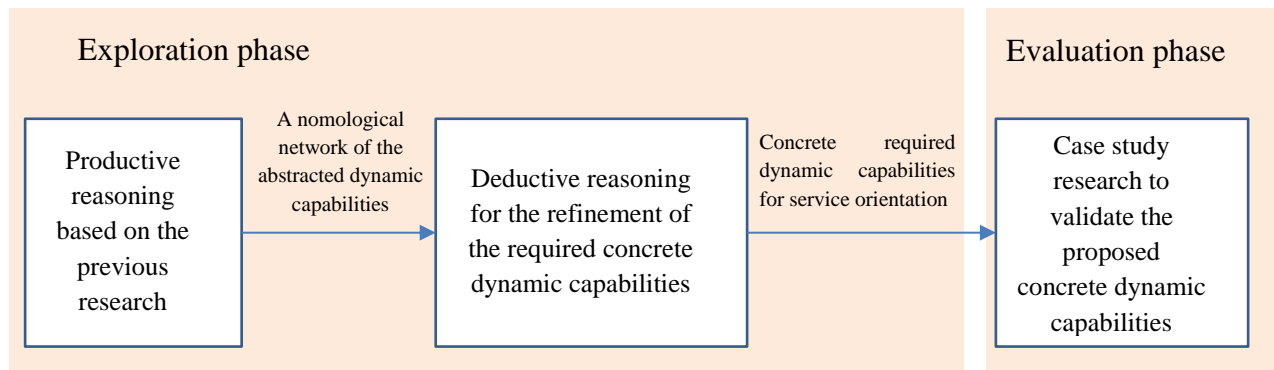 Exploration phase
Evaluation phase
Productive
reasoning
based on the
previous
research
A nomological
network of the
abstracted dynamic
capabilities
Deductive reasoning
for the refinement of
the required concrete
dynamic capabilities
Concrete required
dynamic capabilities
for service orientation
Case study
research to
validate the
proposed
concrete dynamic
capabilities